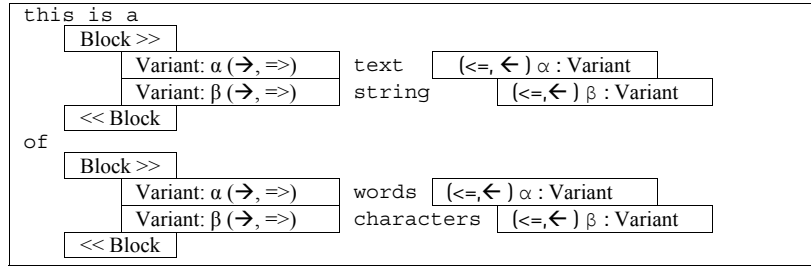 this is a
Block >>
Variant: α (→, =>) text (<=, ←) α : Variant
Variant: β (→, =>) string (<=,←) β : Variant
<< Block
of
Block >>
Variant: α (→, =>) words (<=,←) α : Variant
Variant: β (→, =>) characters (<=,←) β : Variant
<< Block